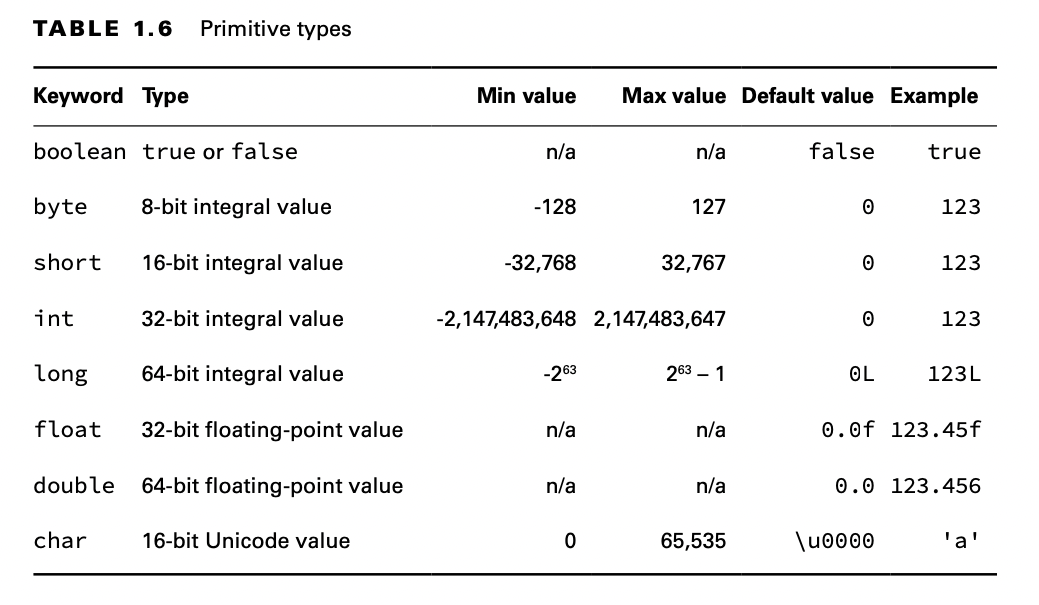 TABLE 1.6 Primitive types
Keyword Type Min value Max value Default value Example
boolean true or false n/a n/a false true
byte 8-bit integral value -128 127 0 123
short 16-bit integral value -32,768 32,767 0 123
int 32-bit integral value -2,147,483,648 2,147,483,647 0 123
long 64-bit integral value -2⁶³ 2⁶³ – 1 0L 123L
float 32-bit floating-point value n/a n/a 0.0f 123.45f
double 64-bit floating-point value n/a n/a 0.0 123.456
char 16-bit Unicode value 0 65,535 \u0000 'a'